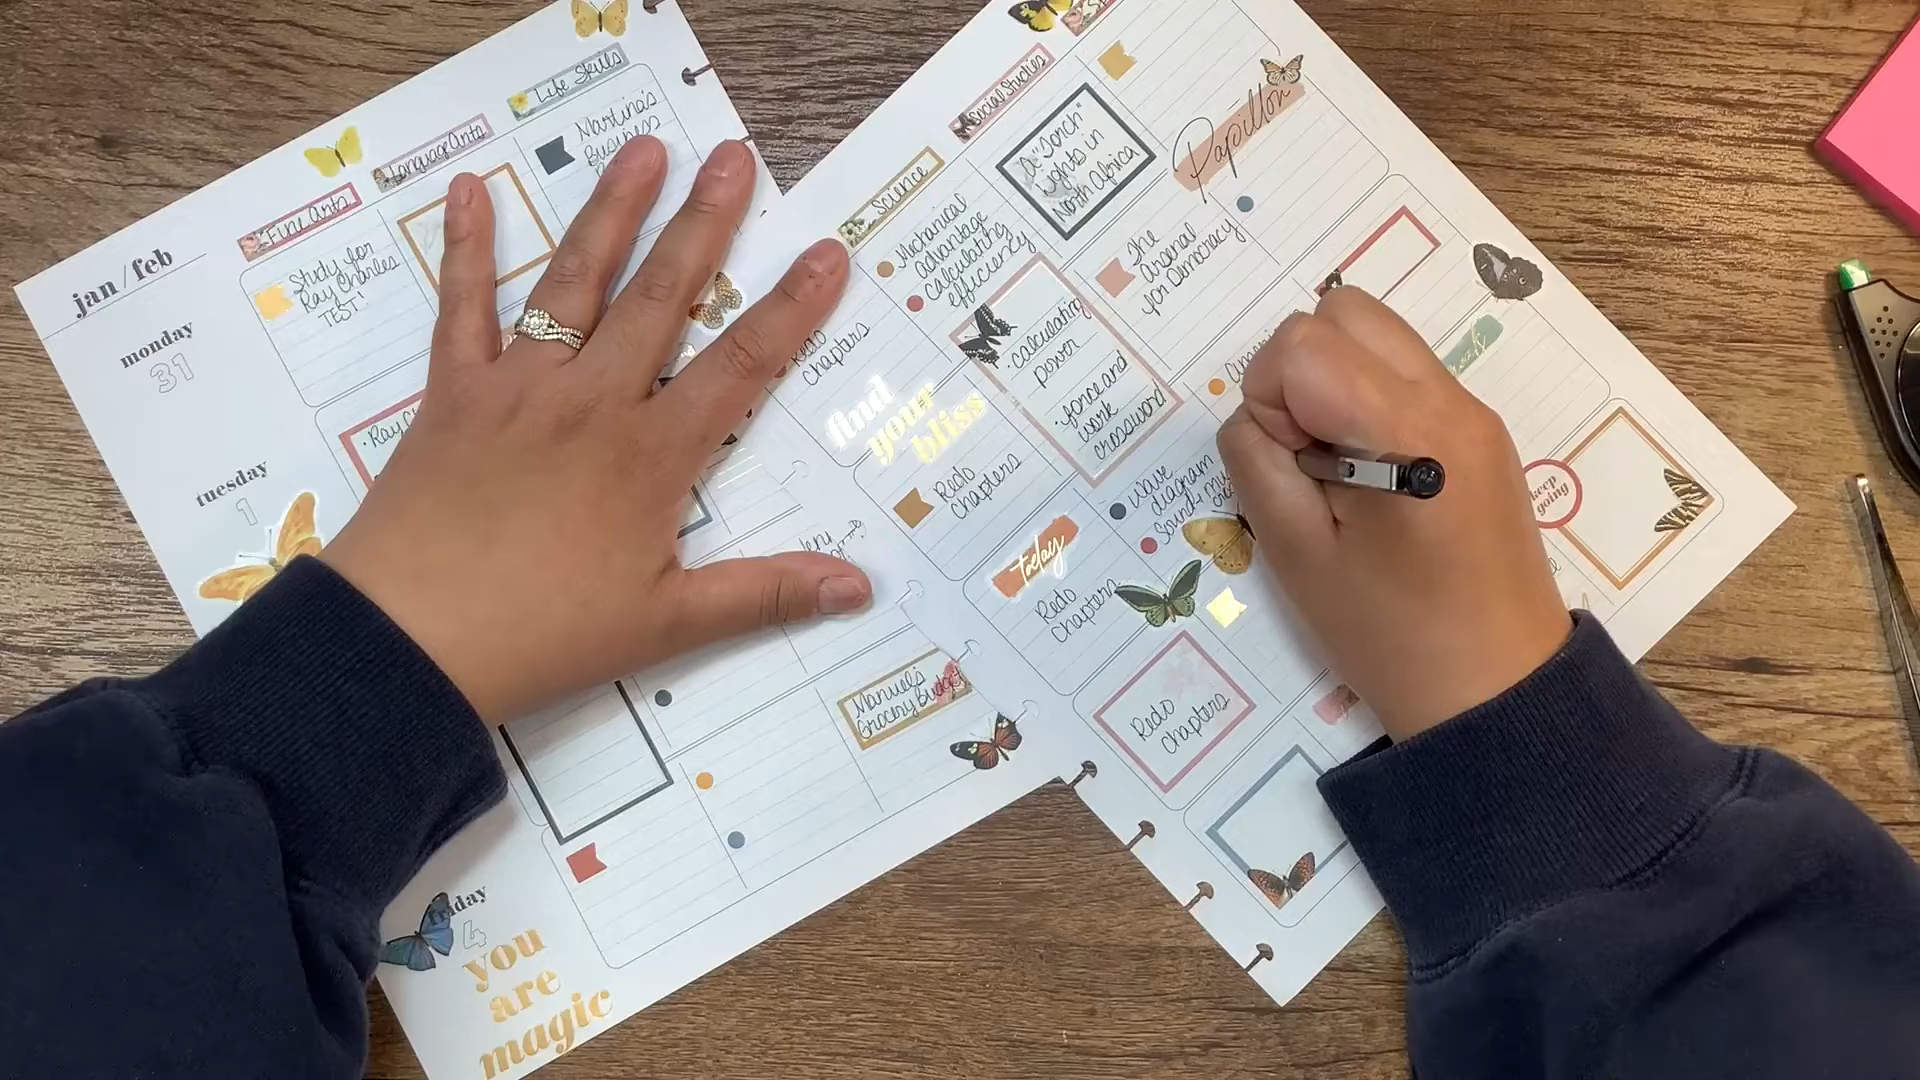 jan/feb
monday
31
tuesday
1
friday
4
you
are
magic
Fine Arts
Language Arts
Life Skills
Study for
Ray Charles
TEST!
Martina's
Business
Redo
chapters
Manuel's
Grocery Budget
Science
Social Studies
• Mechanical
advantage
• calculating
efficiency
• calculating
power
• force and
work
crossword
find
your
bliss
Redo
chapters
today
Redo
chapters
Wave
diagram
Redo
chapters
A "Torch"
Lights in
North Africa
Papillon
The
Arsenal
for Democracy
keep
going